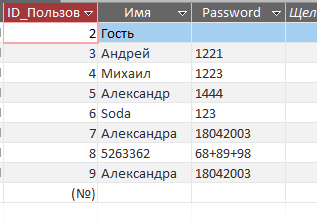 ID_Пользов Имя Password Щел
2 Гость
3 Андрей 1221
4 Михаил 1223
5 Александр 1444
6 Soda 123
7 Александра 18042003
8 5263362 68+89+98
9 Александра 18042003
(№)